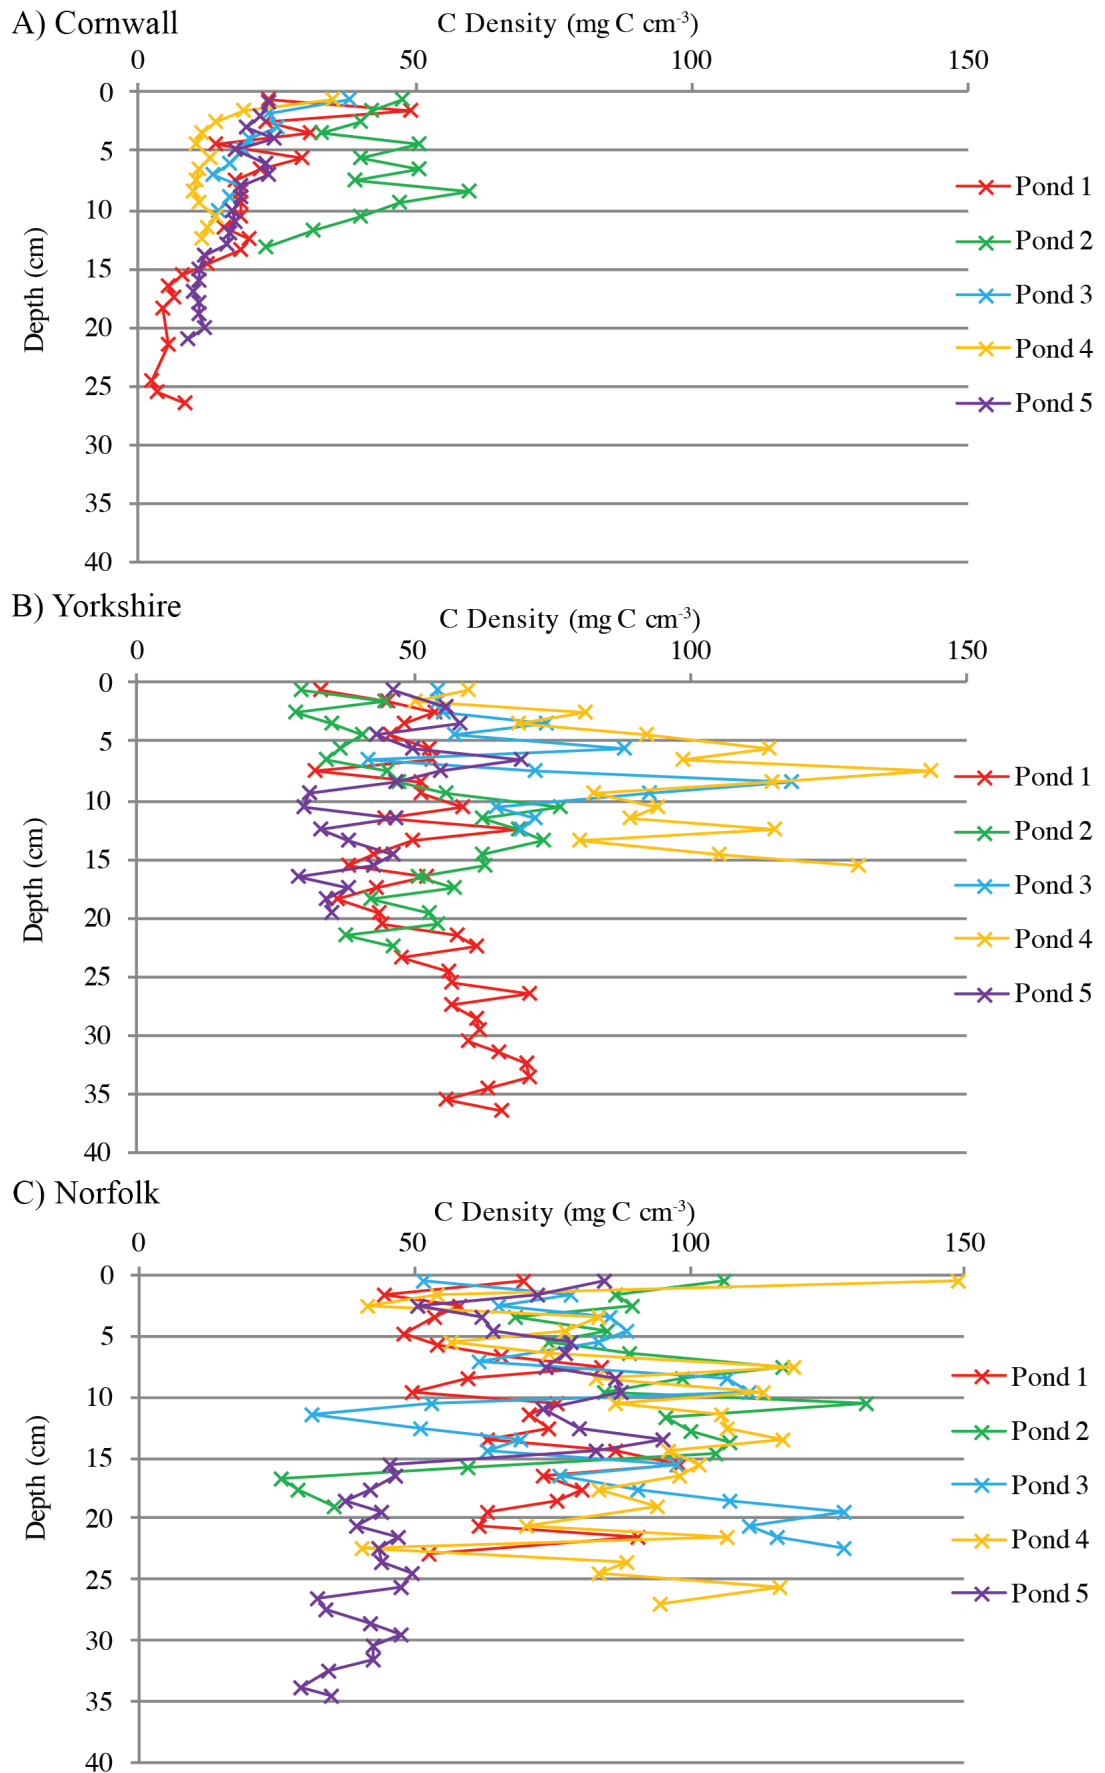 A) Cornwall
C Density (mg C cm-3)
0 50 100 150
0
5
10
15
20
25
30
35
40
Depth (cm)
Pond 1
Pond 2
Pond 3
Pond 4
Pond 5
B) Yorkshire
C Density (mg C cm-3)
0 50 100 150
0
5
10
15
20
25
30
35
40
Depth (cm)
Pond 1
Pond 2
Pond 3
Pond 4
Pond 5
C) Norfolk
C Density (mg C cm-3)
0 50 100 150
0
5
10
15
20
25
30
35
40
Depth (cm)
Pond 1
Pond 2
Pond 3
Pond 4
Pond 5